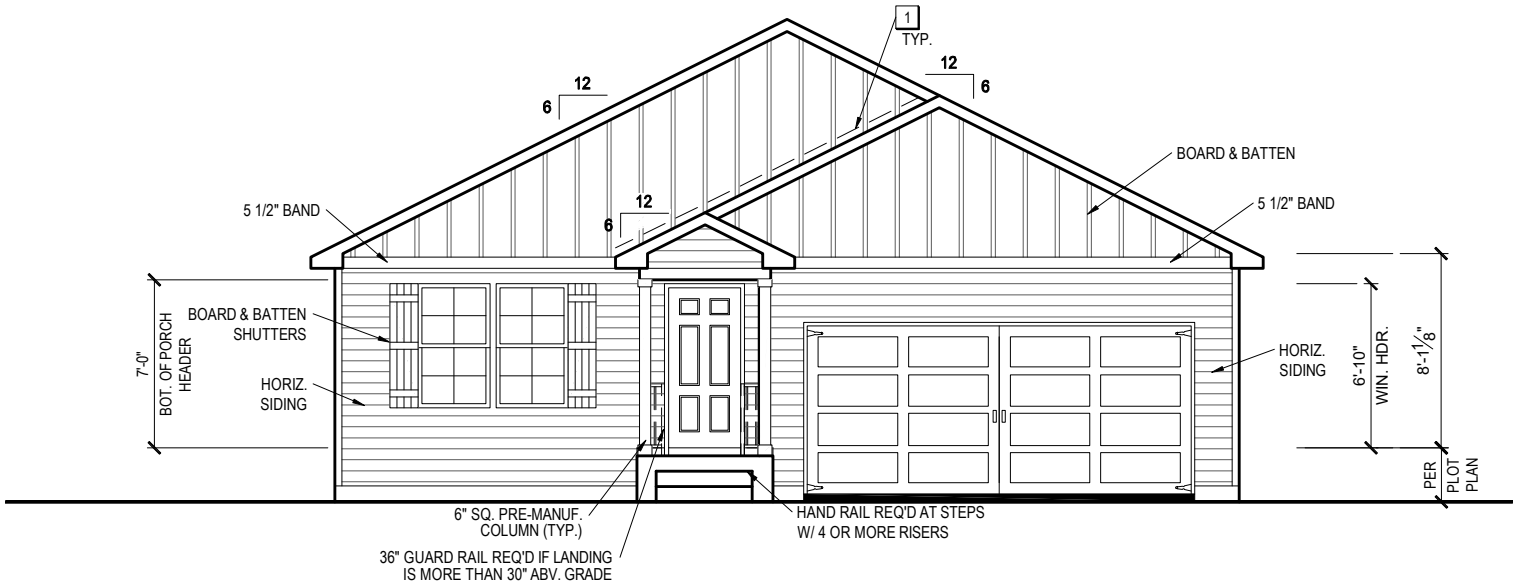 1
TYP.
12
6
12
6
BOARD & BATTEN
5 1/2" BAND
12
6
5 1/2" BAND
BOARD & BATTEN
SHUTTERS
7'-0"
BOT. OF PORCH
HEADER
HORIZ.
SIDING
HORIZ.
SIDING
6'-10"
WIN. HDR.
8'-1 1/8"
PER
PLOT
PLAN
6" SQ. PRE-MANUF.
COLUMN (TYP.)
HAND RAIL REQ'D AT STEPS
W/ 4 OR MORE RISERS
36" GUARD RAIL REQ'D IF LANDING
IS MORE THAN 30" ABV. GRADE